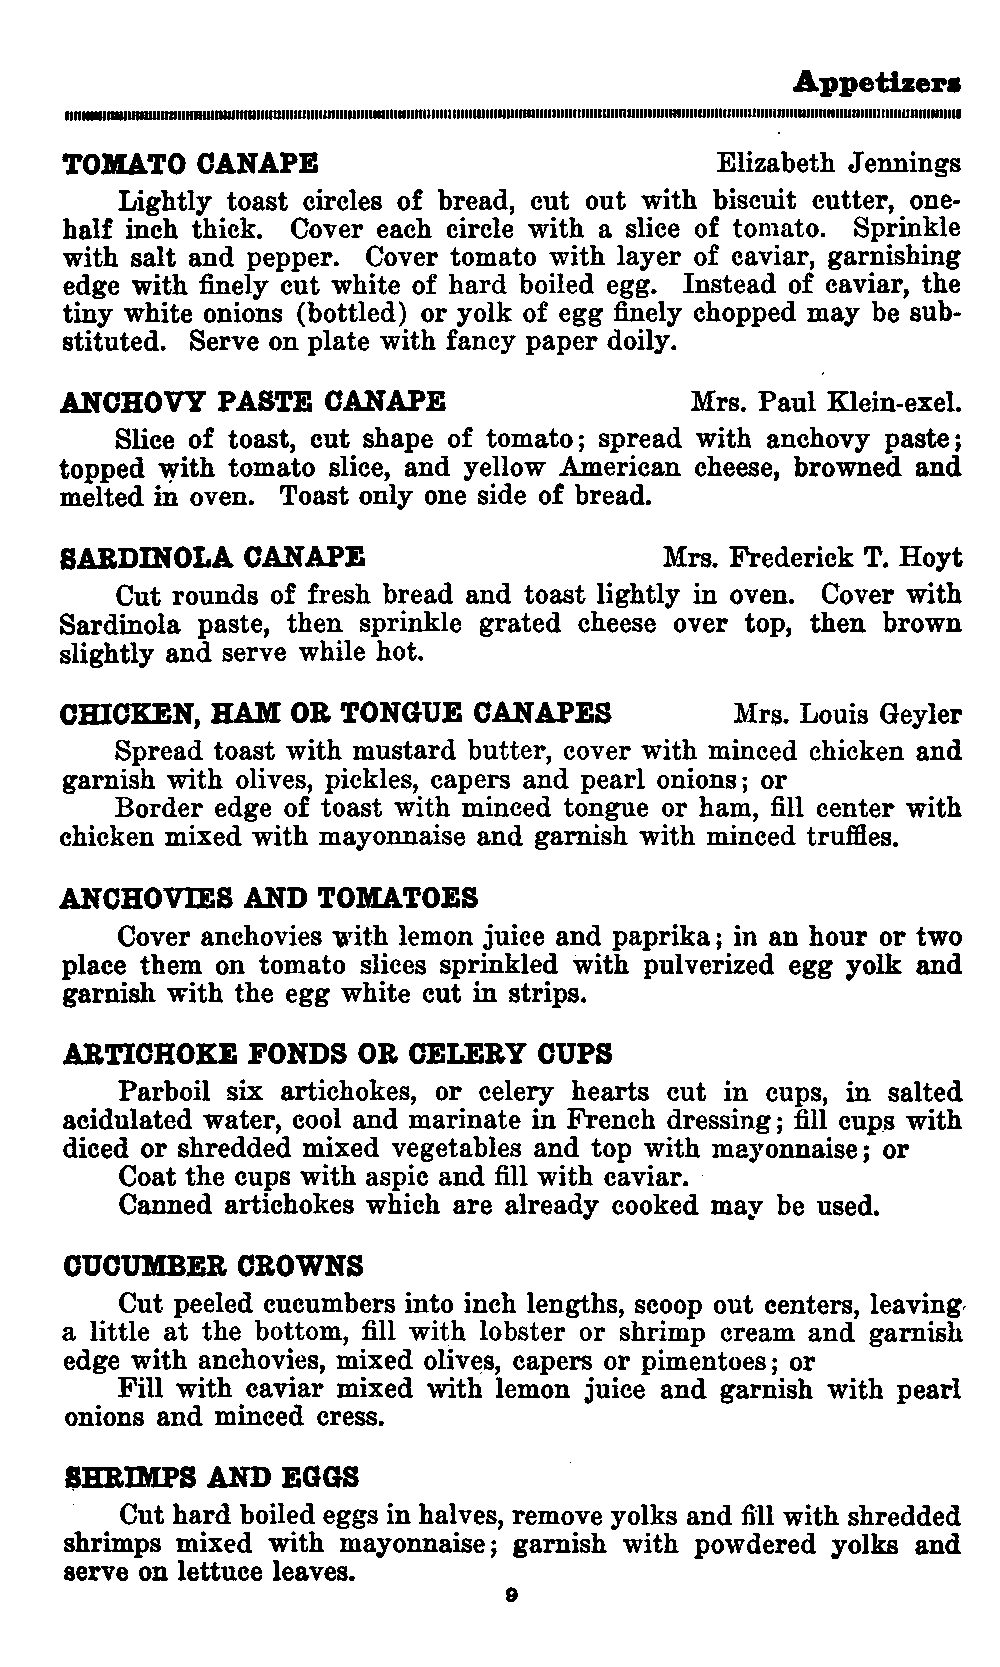 Appetizers
TOMATO CANAPE Elizabeth Jennings
Lightly toast circles of bread, cut out with biscuit cutter, one-
half inch thick. Cover each circle with a slice of tomato. Sprinkle
with salt and pepper. Cover tomato with layer of caviar, garnishing
edge with finely cut white of hard boiled egg. Instead of caviar, the
tiny white onions (bottled) or yolk of egg finely chopped may be sub-
stituted. Serve on plate with fancy paper doily.
ANCHOVY PASTE CANAPE Mrs. Paul Klein-exel.
Slice of toast, cut shape of tomato; spread with anchovy paste;
topped with tomato slice, and yellow American cheese, browned and
melted in oven. Toast only one side of bread.
SARDINOLA CANAPE Mrs. Frederick T. Hoyt
Cut rounds of fresh bread and toast lightly in oven. Cover with
Sardinola paste, then sprinkle grated cheese over top, then brown
slightly and serve while hot.
CHICKEN, HAM OR TONGUE CANAPES Mrs. Louis Geyler
Spread toast with mustard butter, cover with minced chicken and
garnish with olives, pickles, capers and pearl onions; or
Border edge of toast with minced tongue or ham, fill center with
chicken mixed with mayonnaise and garnish with minced truffles.
ANCHOVIES AND TOMATOES
Cover anchovies with lemon juice and paprika; in an hour or two
place them on tomato slices sprinkled with pulverized egg yolk and
garnish with the egg white cut in strips.
ARTICHOKE FONDS OR CELERY CUPS
Parboil six artichokes, or celery hearts cut in cups, in salted
acidulated water, cool and marinate in French dressing; fill cups with
diced or shredded mixed vegetables and top with mayonnaise; or
Coat the cups with aspic and fill with caviar.
Canned artichokes which are already cooked may be used.
CUCUMBER CROWNS
Cut peeled cucumbers into inch lengths, scoop out centers, leaving
a little at the bottom, fill with lobster or shrimp cream and garnish
edge with anchovies, mixed olives, capers or pimentoes; or
Fill with caviar mixed with lemon juice and garnish with pearl
onions and minced cress.
SHRIMPS AND EGGS
Cut hard boiled eggs in halves, remove yolks and fill with shredded
shrimps mixed with mayonnaise; garnish with powdered yolks and
serve on lettuce leaves.
9